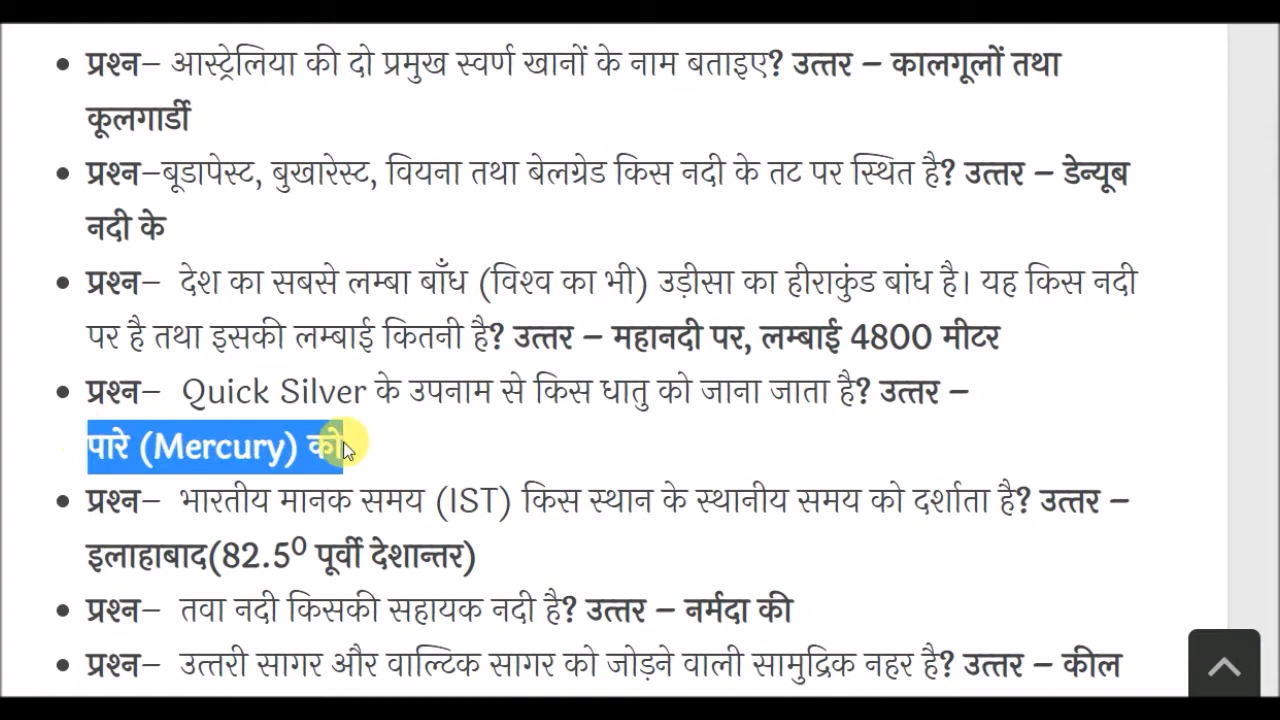 • प्रश्न– आस्ट्रेलिया की दो प्रमुख स्वर्ण खानों के नाम बताइए? उत्तर – कालगूलों तथा
कूलगार्डी
• प्रश्न–बूडापेस्ट, बुखारेस्ट, वियना तथा बेलग्रेड किस नदी के तट पर स्थित है? उत्तर – डेन्यूब
नदी के
• प्रश्न– देश का सबसे लम्बा बाँध (विश्व का भी) उड़ीसा का हीराकुंड बांध है। यह किस नदी
पर है तथा इसकी लम्बाई कितनी है? उत्तर – महानदी पर, लम्बाई 4800 मीटर
• प्रश्न– Quick Silver के उपनाम से किस धातु को जाना जाता है? उत्तर –
पारे (Mercury) को
• प्रश्न– भारतीय मानक समय (IST) किस स्थान के स्थानीय समय को दर्शाता है? उत्तर –
इलाहाबाद(82.5⁰ पूर्वी देशान्तर)
• प्रश्न– तवा नदी किसकी सहायक नदी है? उत्तर – नर्मदा की
• प्रश्न– उत्तरी सागर और वाल्टिक सागर को जोड़ने वाली सामुद्रिक नहर है? उत्तर – कील